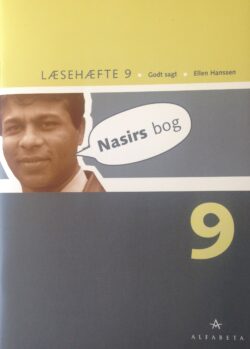 LÆSEHÆFTE 9 • Godt sagt • Ellen Hanssen
Nasirs bog
9
ALFABETA